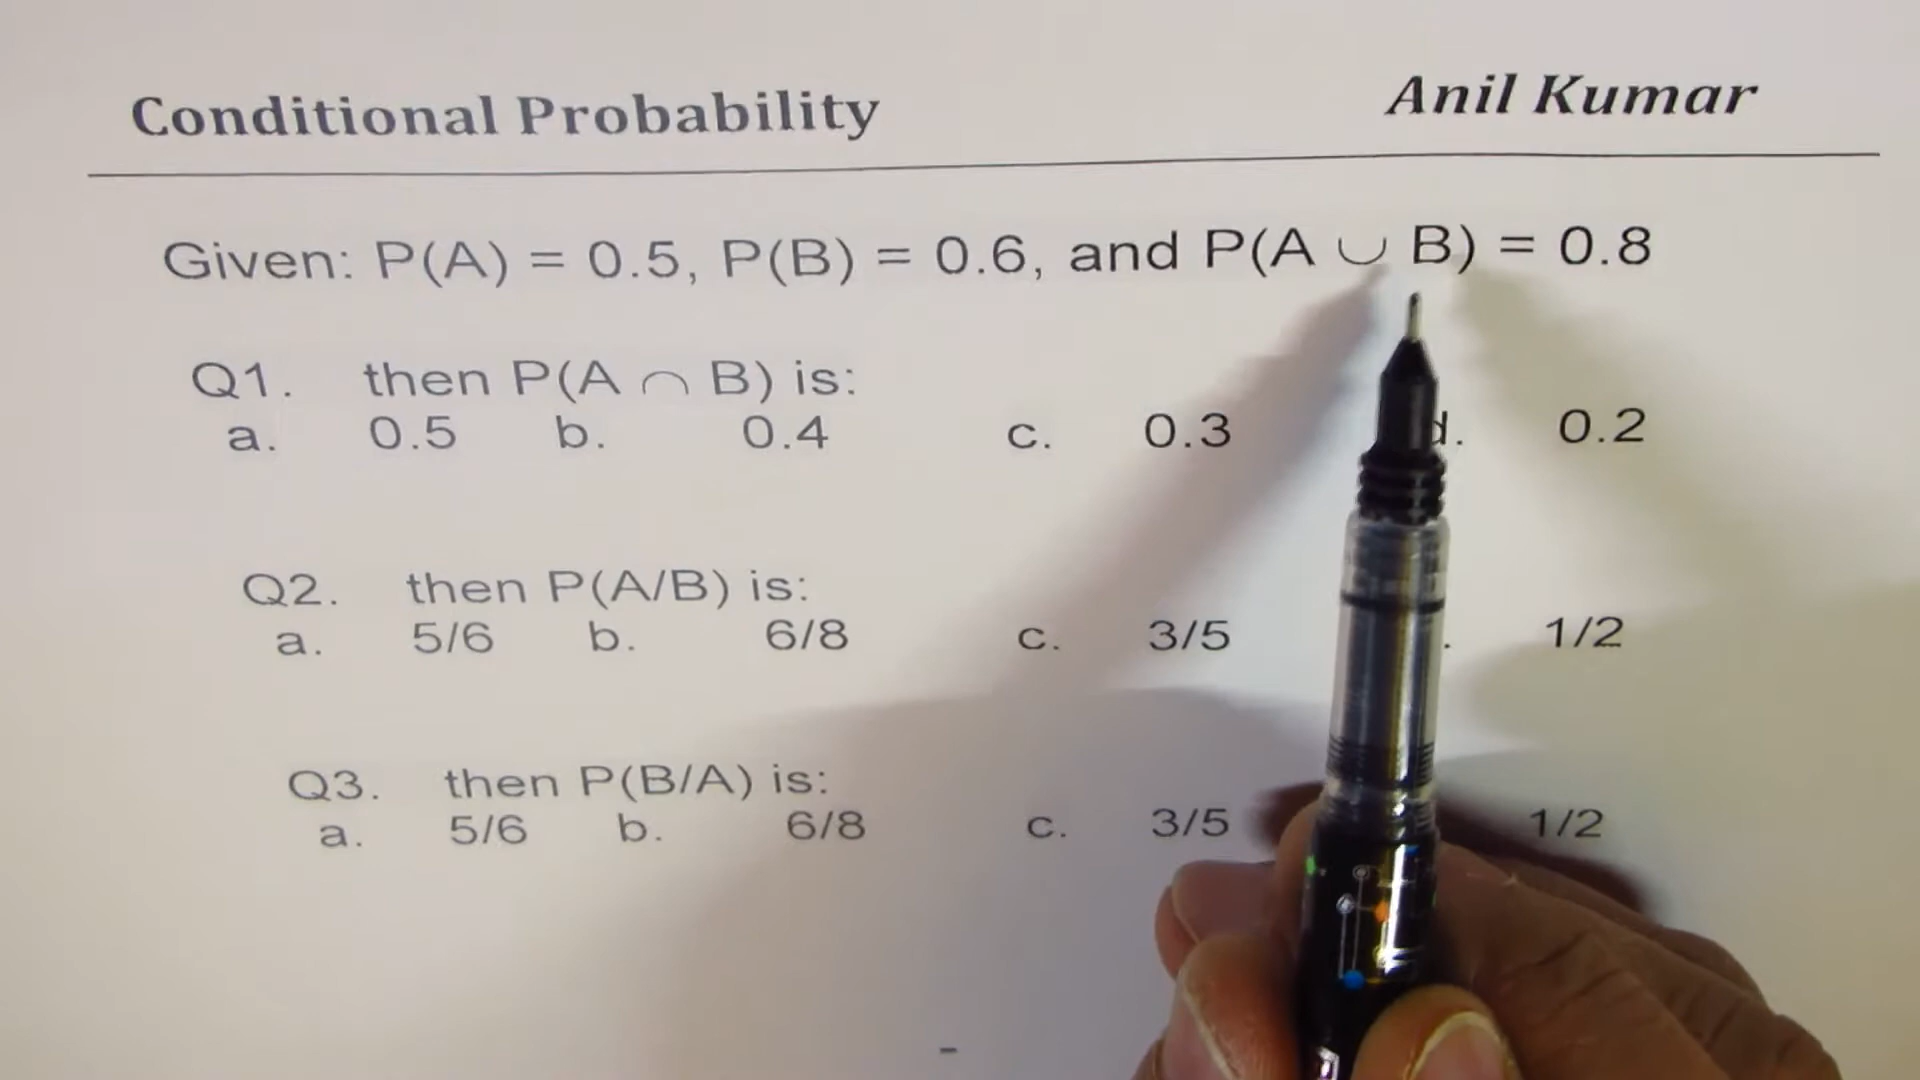 Conditional Probability Anil Kumar
Given: P(A) = 0.5, P(B) = 0.6, and P(A ∪ B) = 0.8
Q1. then P(A ∩ B) is:
a. 0.5 b. 0.4 c. 0.3 d. 0.2
Q2. then P(A/B) is:
a. 5/6 b. 6/8 c. 3/5 . 1/2
Q3. then P(B/A) is:
a. 5/6 b. 6/8 c. 3/5 1/2